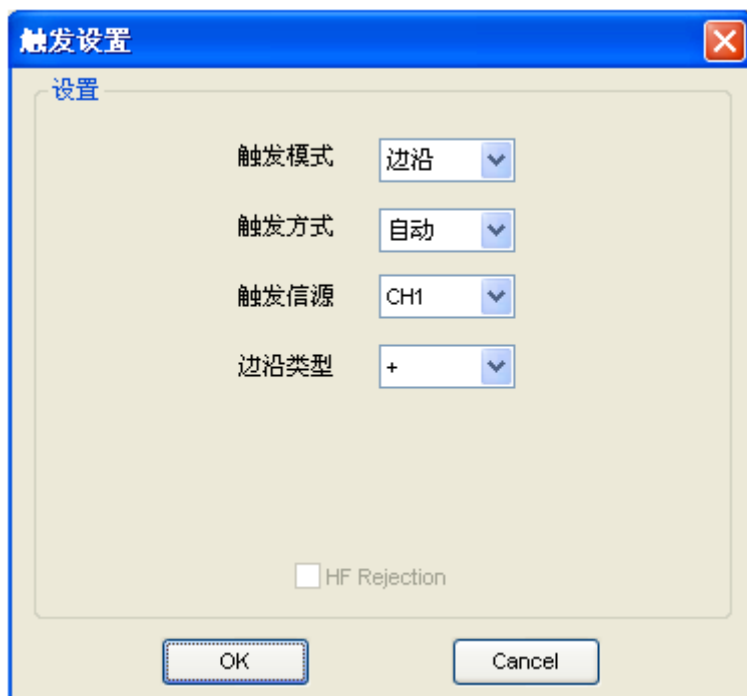 触发设置
设置
触发模式 边沿
触发方式 自动
触发信源 CH1
边沿类型 +
HF Rejection
OK Cancel